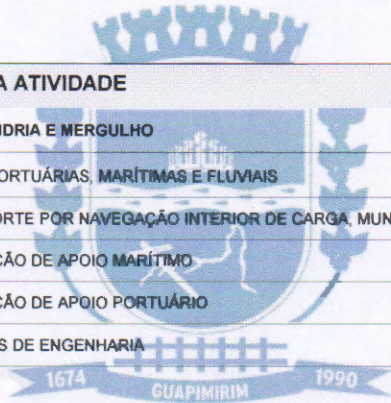 A ATIVIDADE
NDRIA E MERGULHO
ORTUÁRIAS, MARÍTIMAS E FLUVIAIS
ORTE POR NAVEGAÇÃO INTERIOR DE CARGA, MUN
ÇÃO DE APOIO MARÍTIMO
ÇÃO DE APOIO PORTUÁRIO
S DE ENGENHARIA
1674 GUAPIMIRIM 1990